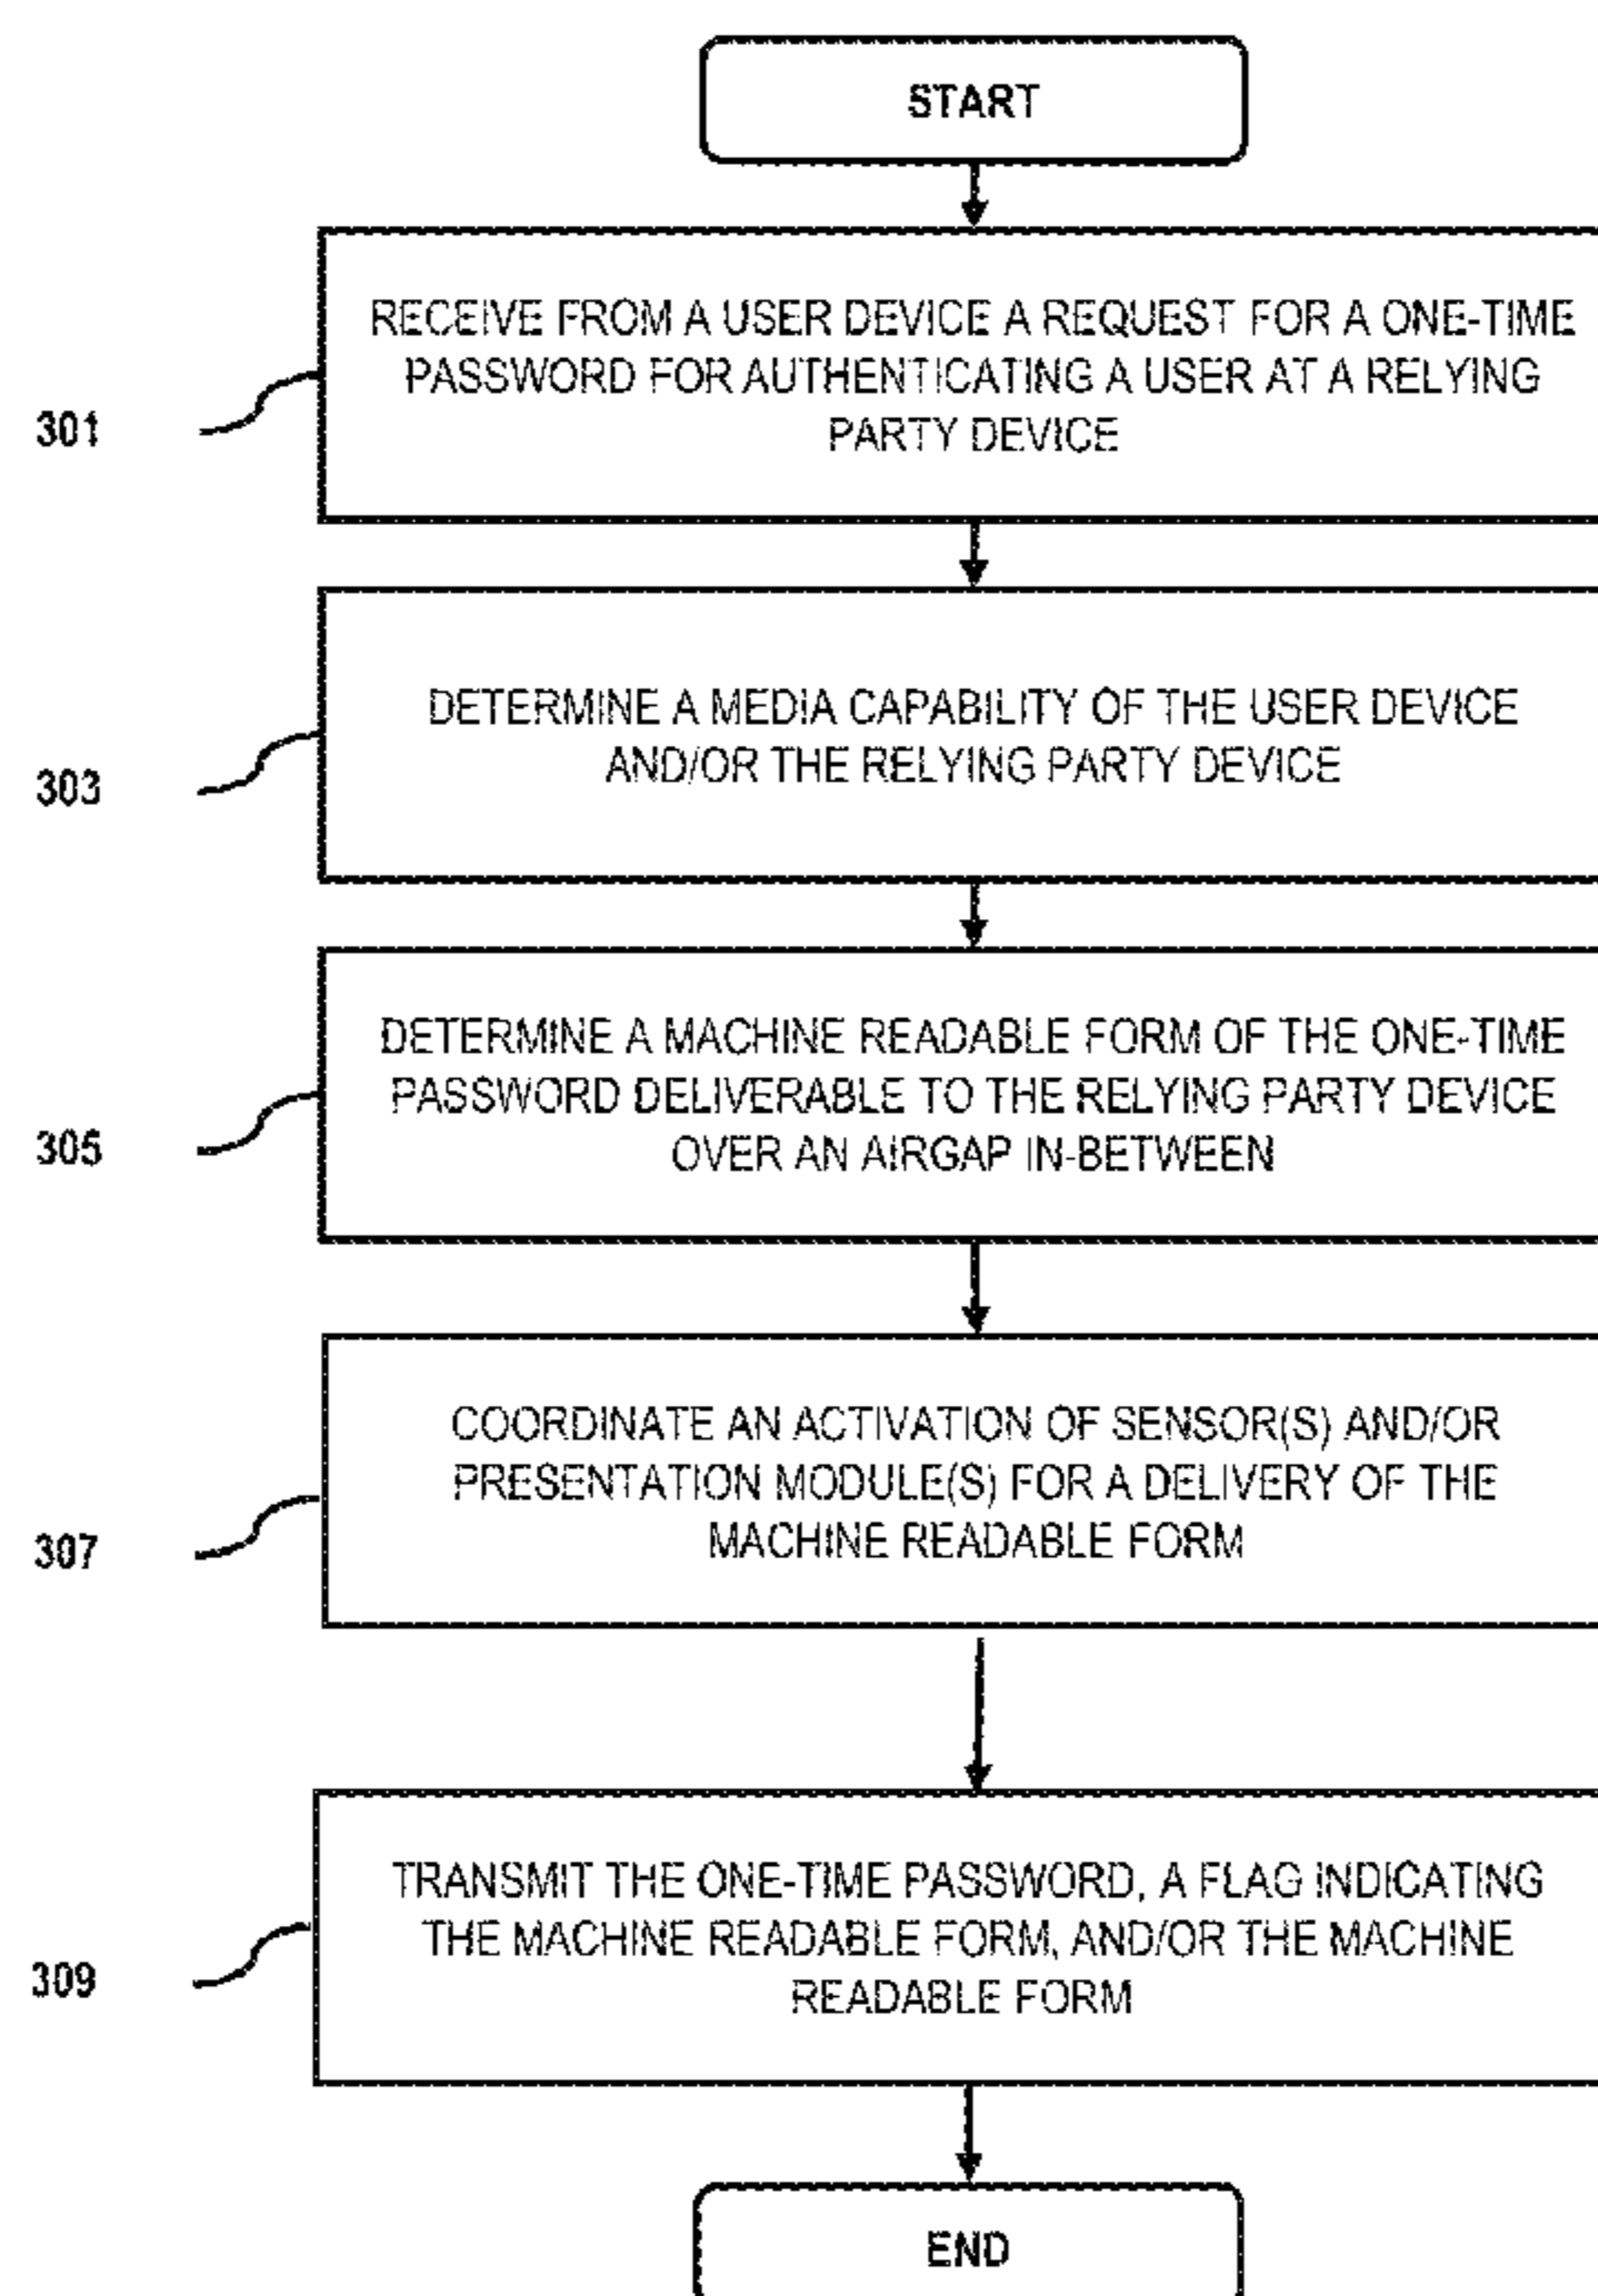 START
RECEIVE FROM A USER DEVICE A REQUEST FOR A ONE-TIME
PASSWORD FOR AUTHENTICATING A USER AT A RELYING
PARTY DEVICE
301
DETERMINE A MEDIA CAPABILITY OF THE USER DEVICE
AND/OR THE RELYING PARTY DEVICE
303
DETERMINE A MACHINE READABLE FORM OF THE ONE-TIME
PASSWORD DELIVERABLE TO THE RELYING PARTY DEVICE
OVER AN AIRGAP IN-BETWEEN
305
COORDINATE AN ACTIVATION OF SENSOR(S) AND/OR
PRESENTATION MODULE(S) FOR A DELIVERY OF THE
MACHINE READABLE FORM
307
TRANSMIT THE ONE-TIME PASSWORD, A FLAG INDICATING
THE MACHINE READABLE FORM, AND/OR THE MACHINE
READABLE FORM
309
END